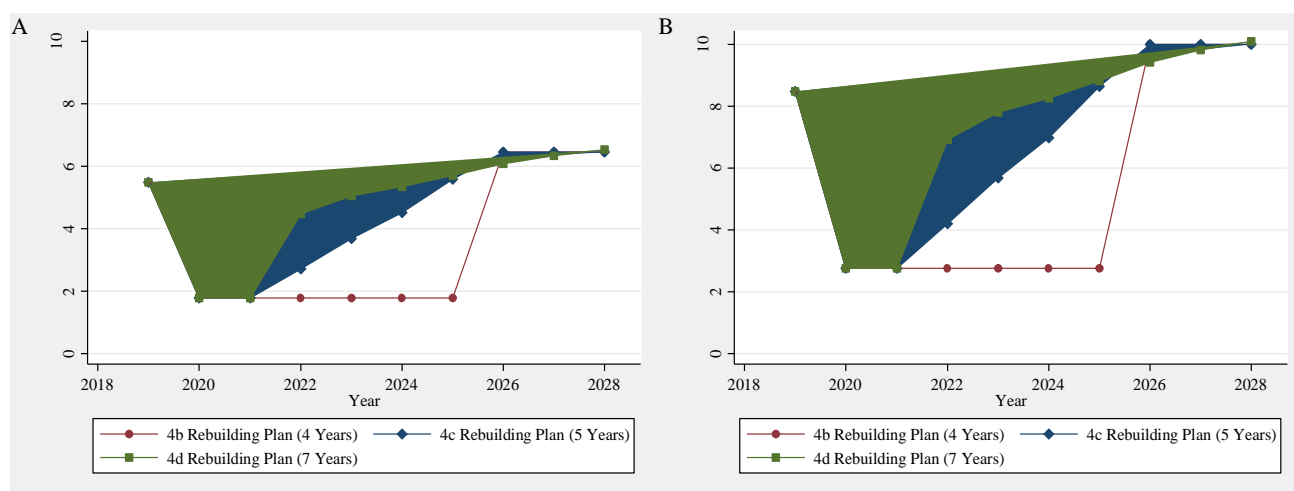 A
10
8
6
4
2
0
2018 2020 2022 2024 2026 2028
Year
4b Rebuilding Plan (4 Years) 4c Rebuilding Plan (5 Years)
4d Rebuilding Plan (7 Years)
B
10
8
6
4
2
0
2018 2020 2022 2024 2026 2028
Year
4b Rebuilding Plan (4 Years) 4c Rebuilding Plan (5 Years)
4d Rebuilding Plan (7 Years)